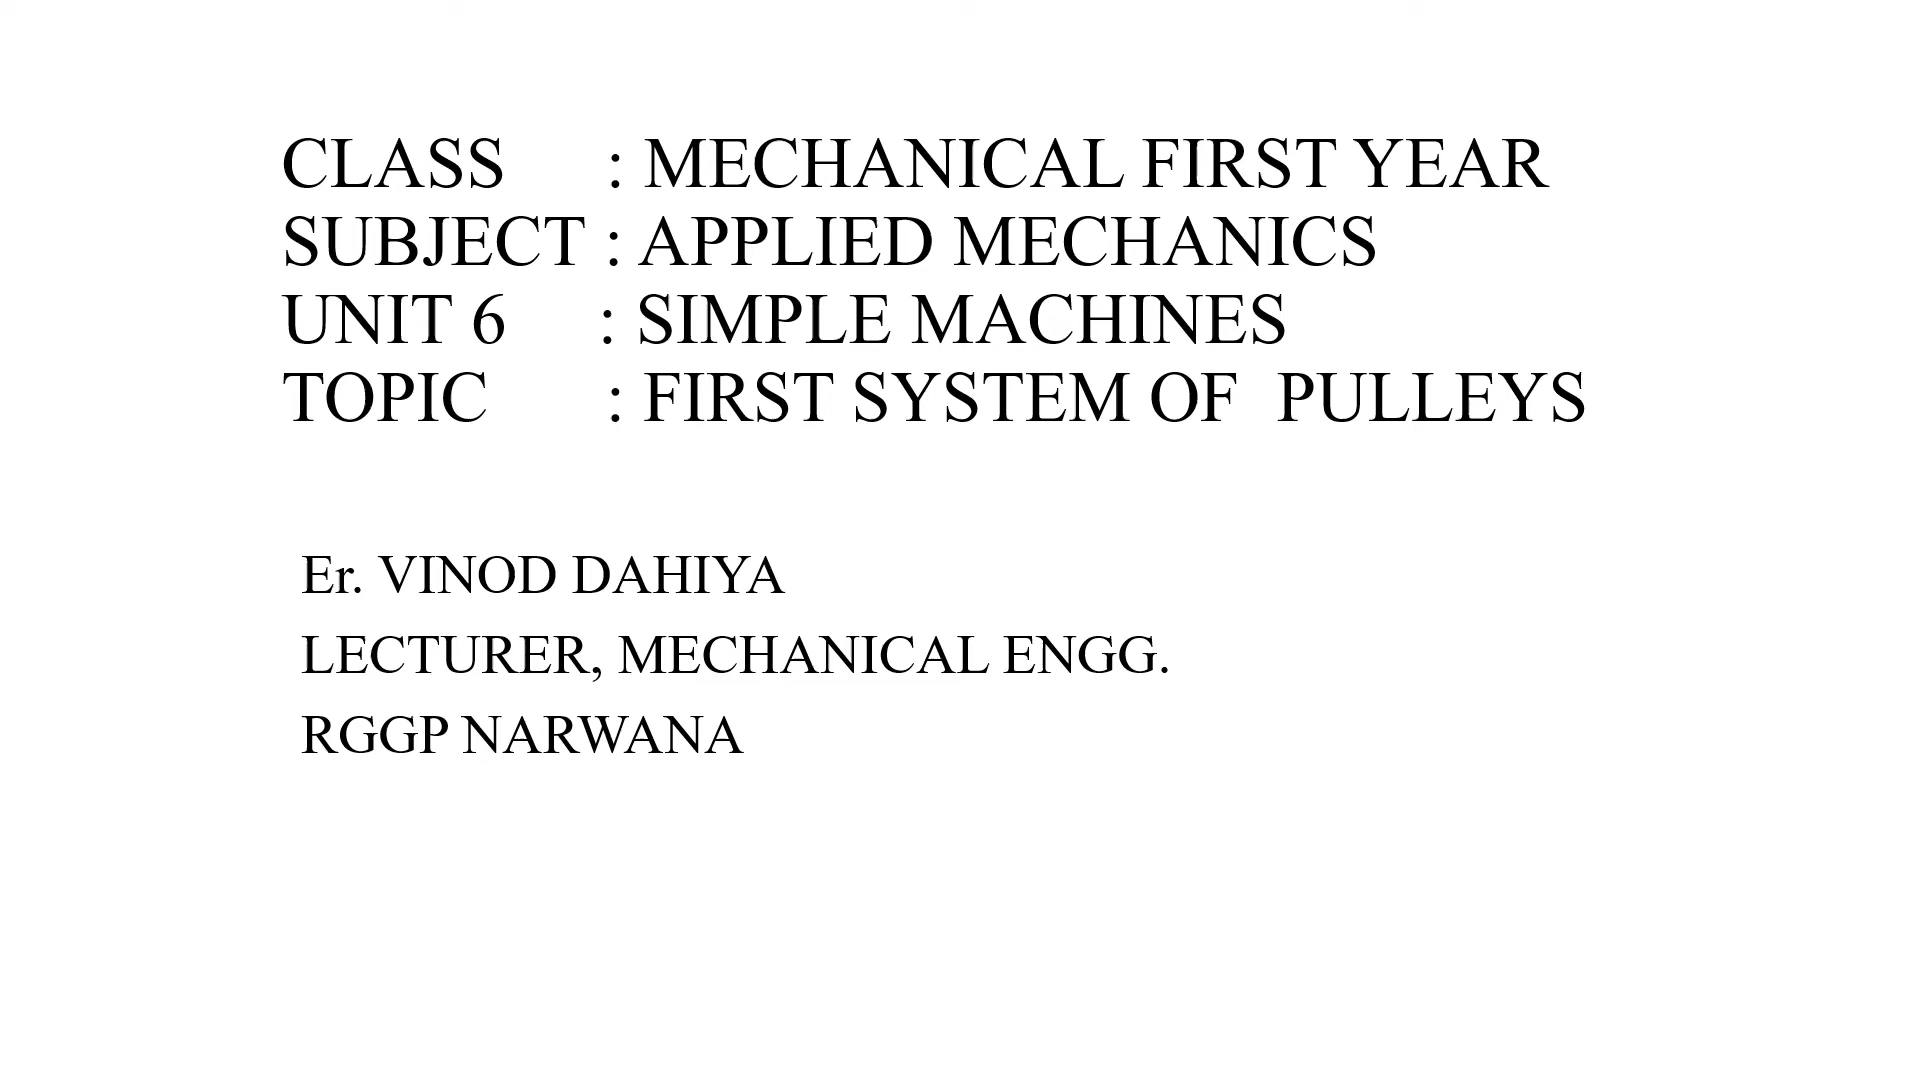 CLASS : MECHANICAL FIRST YEAR
SUBJECT : APPLIED MECHANICS
UNIT 6 : SIMPLE MACHINES
TOPIC : FIRST SYSTEM OF PULLEYS
Er. VINOD DAHIYA
LECTURER, MECHANICAL ENGG.
RGGP NARWANA